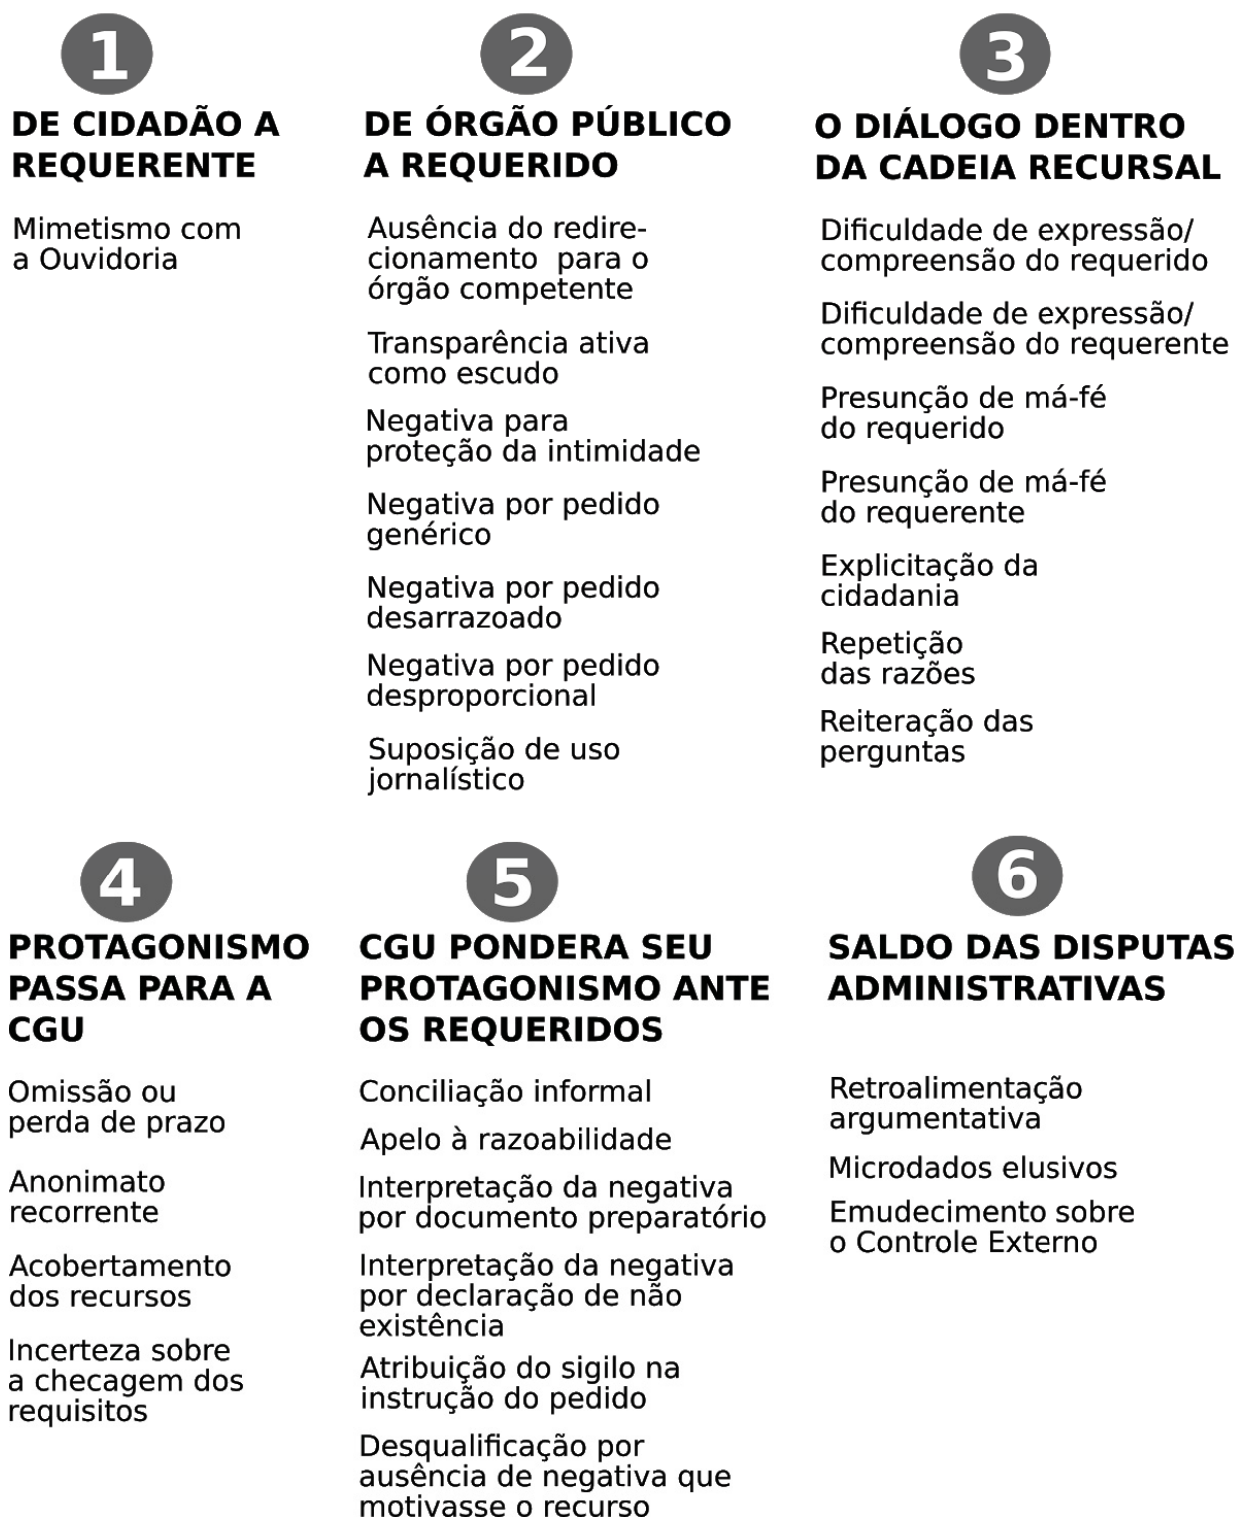 1
DE CIDADÃO A
REQUERENTE
Mimetismo com
a Ouvidoria
2
DE ÓRGÃO PÚBLICO
A REQUERIDO
Ausência do redire-
cionamento para o
órgão competente
Transparência ativa
como escudo
Negativa para
proteção da intimidade
Negativa por pedido
genérico
Negativa por pedido
desarrazoado
Negativa por pedido
desproporcional
Suposição de uso
jornalístico
3
O DIÁLOGO DENTRO
DA CADEIA RECURSAL
Dificuldade de expressão/
compreensão do requerido
Dificuldade de expressão/
compreensão do requerente
Presunção de má-fé
do requerido
Presunção de má-fé
do requerente
Explicitação da
cidadania
Repetição
das razões
Reiteração das
perguntas
4
PROTAGONISMO
PASSA PARA A
CGU
Omissão ou
perda de prazo
Anonimato
recorrente
Acobertamento
dos recursos
Incerteza sobre
a checagem dos
requisitos
5
CGU PONDERA SEU
PROTAGONISMO ANTE
OS REQUERIDOS
Conciliação informal
Apelo à razoabilidade
Interpretação da negativa
por documento preparatório
Interpretação da negativa
por declaração de não
existência
Atribuição do sigilo na
instrução do pedido
Desqualificação por
ausência de negativa que
motivasse o recurso
6
SALDO DAS DISPUTAS
ADMINISTRATIVAS
Retroalimentação
argumentativa
Microdados elusivos
Emudecimento sobre
o Controle Externo